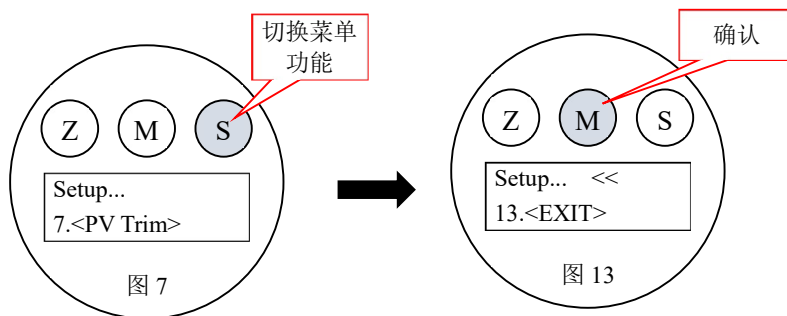 切换菜单
功能
Z M S
Setup...
7.<PV Trim>
图 7
确认
Z M S
Setup... <<
13.<EXIT>
图 13